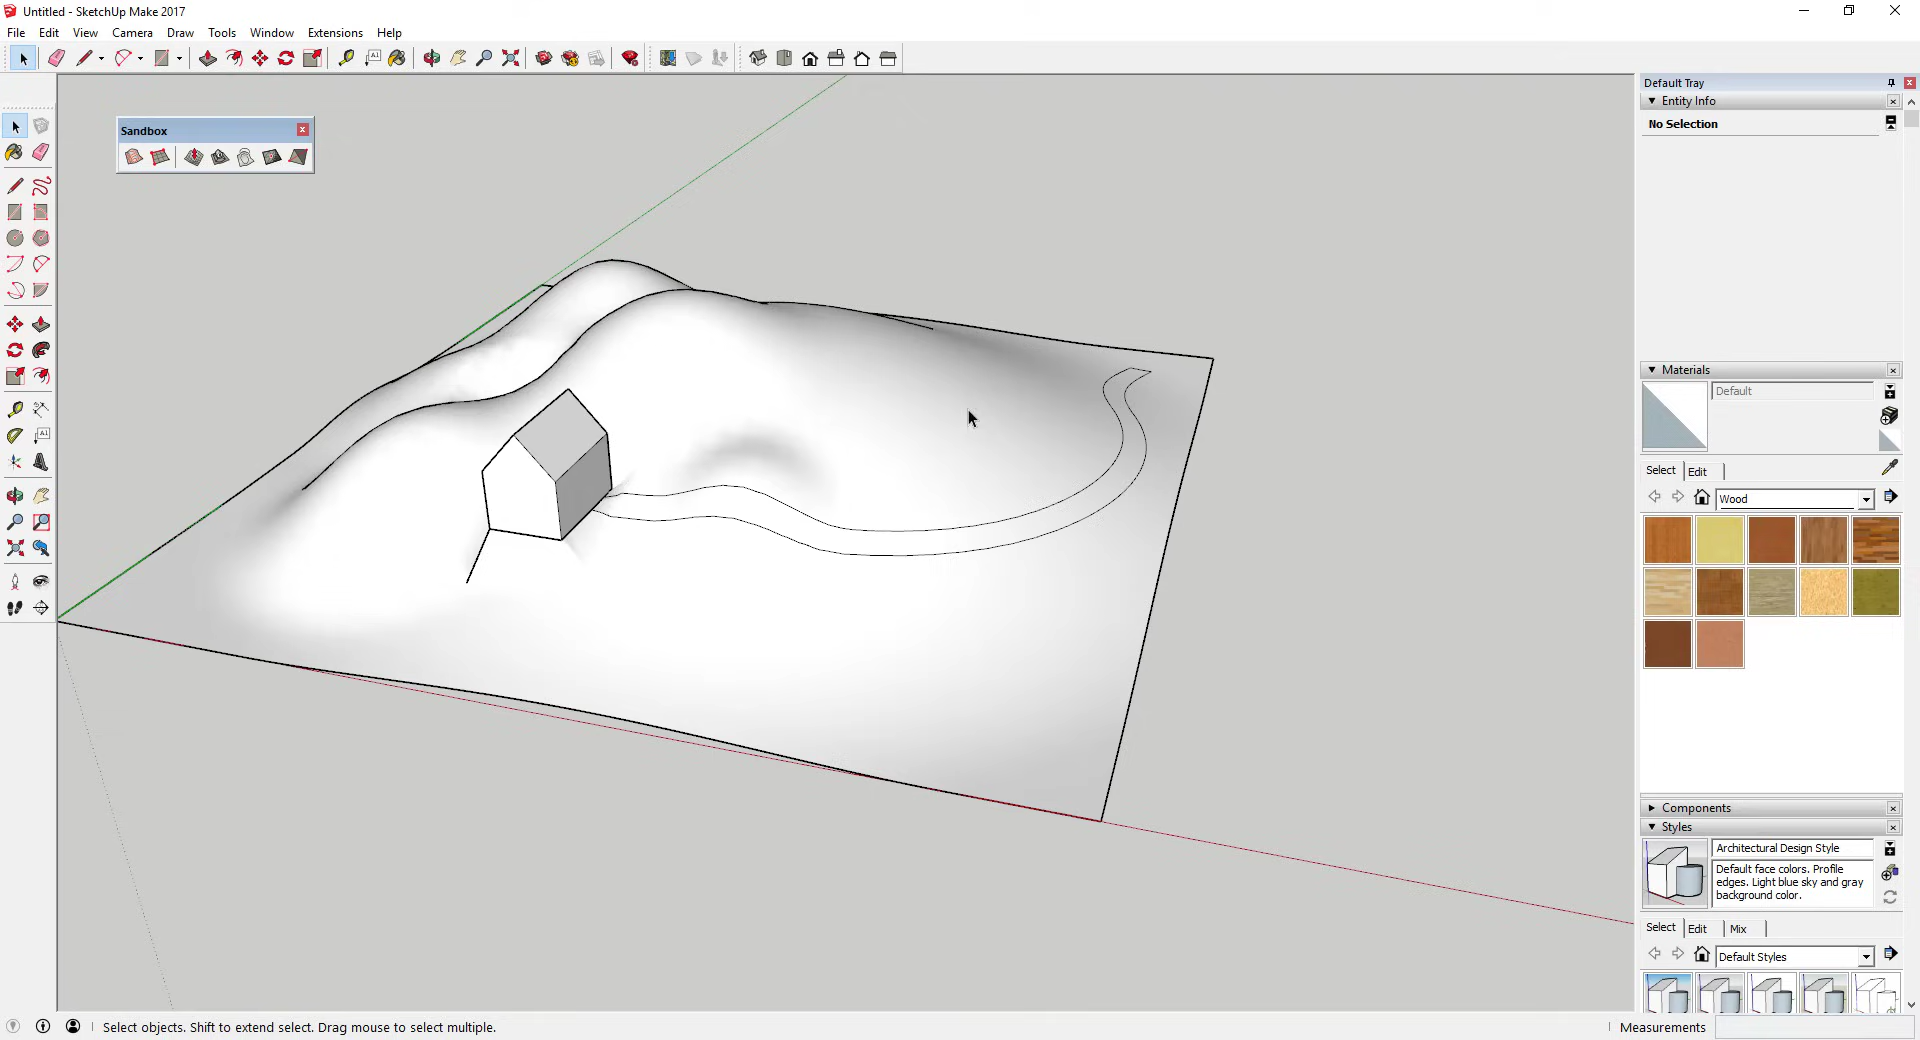 Untitled - SketchUp Make 2017
File Edit View Camera Draw Tools Window Extensions Help
Sandbox
Default Tray
Entity Info
No Selection
Materials
Default
Select Edit
Wood
Components
Styles
Architectural Design Style
Default face colors. Profile
edges. Light blue sky and gray
background color.
Select Edit Mix
Default Styles
Select objects. Shift to extend select. Drag mouse to select multiple.
Measurements